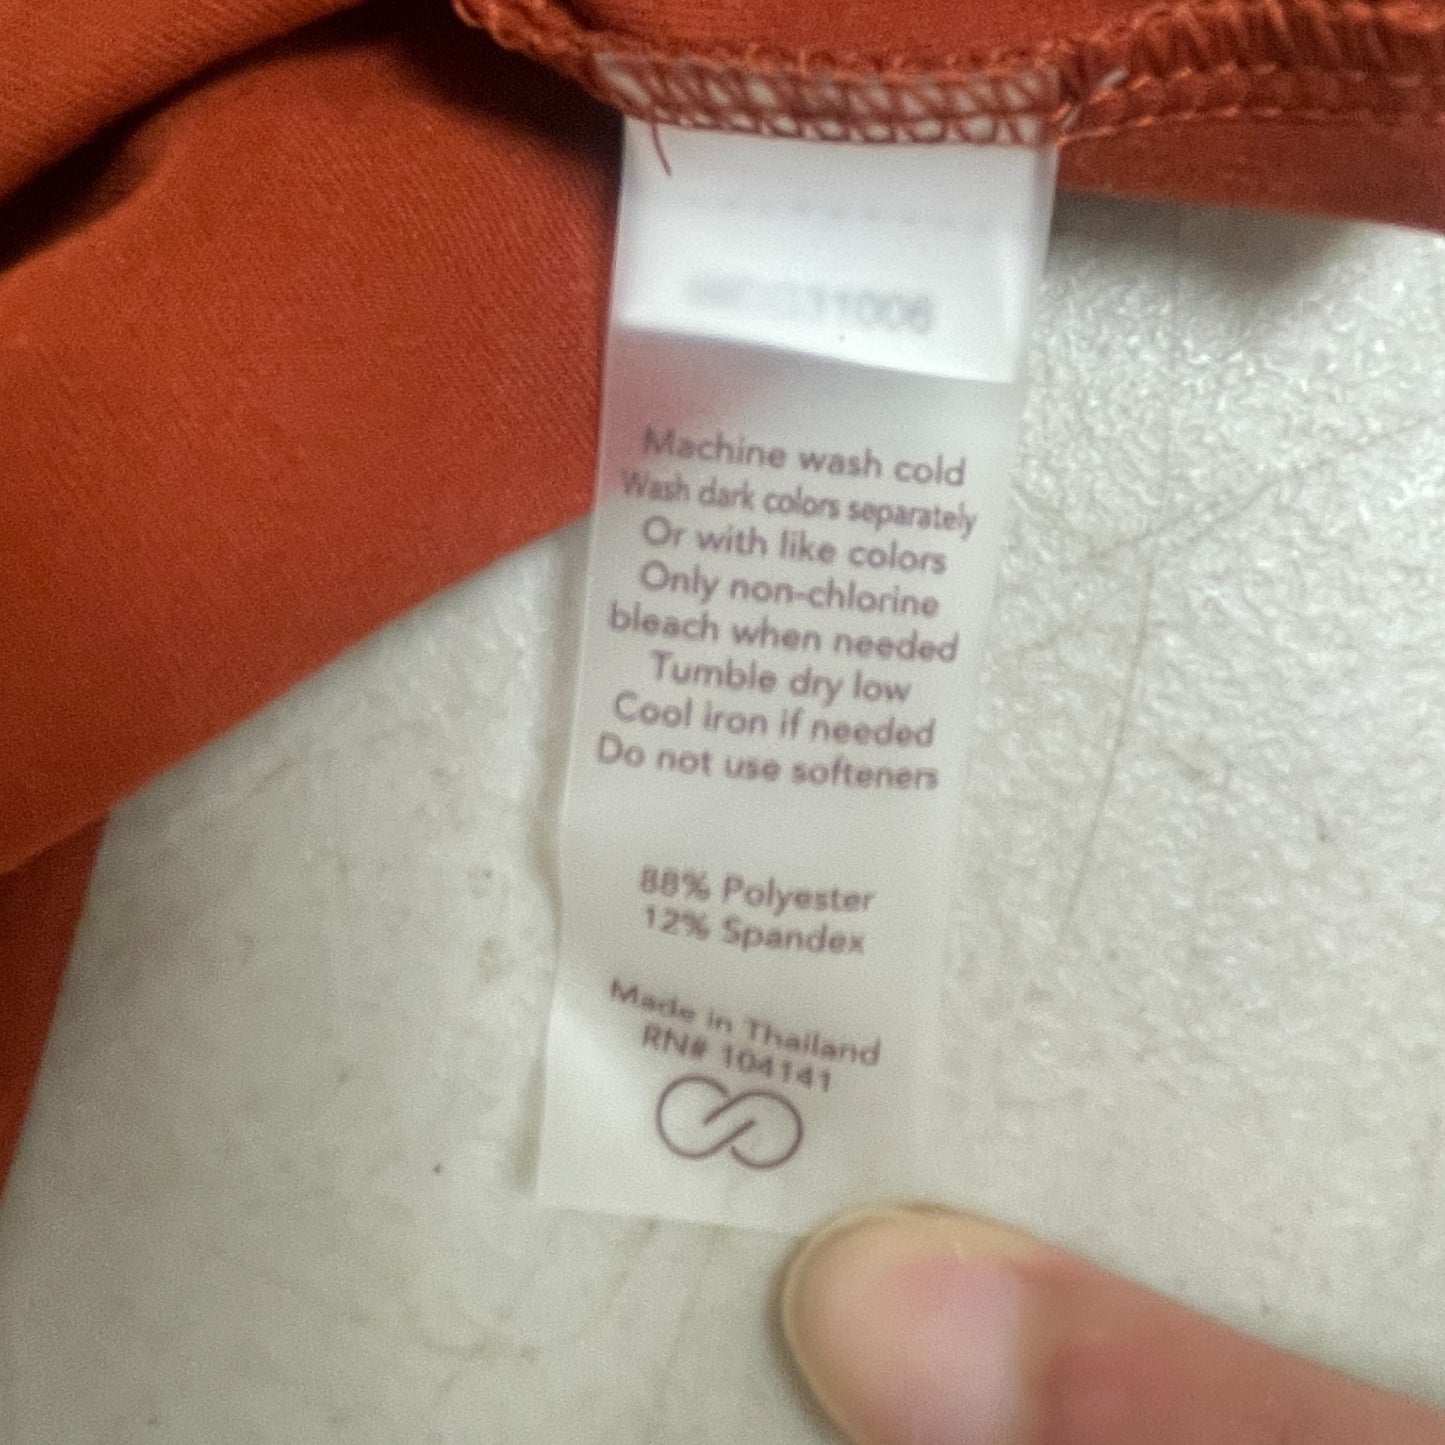 Machine wash cold
Wash dark colors separately
Or with like colors
Only non-chlorine
bleach when needed
Tumble dry low
Cool iron if needed
Do not use softeners
88% Polyester
12% Spandex
Made in Thailand
RN# 104141